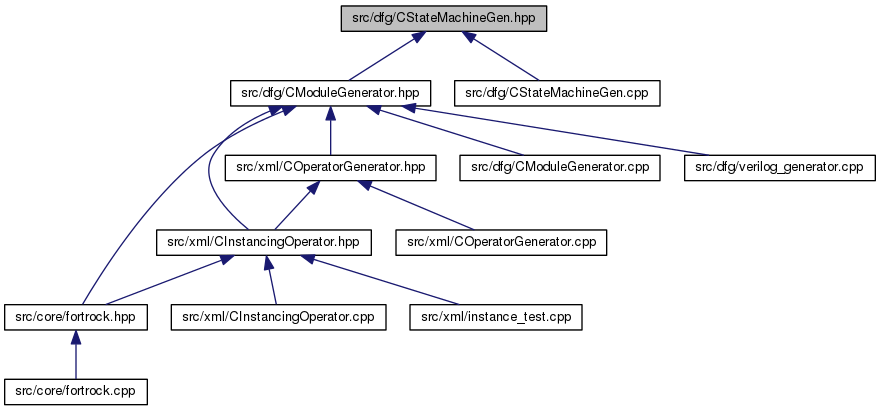 src/dfg/CStateMachineGen.hpp
src/dfg/CModuleGenerator.hpp
src/dfg/CStateMachineGen.cpp
src/xml/COperatorGenerator.hpp
src/dfg/CModuleGenerator.cpp
src/dfg/verilog_generator.cpp
src/xml/CInstancingOperator.hpp
src/xml/COperatorGenerator.cpp
src/core/fortrock.hpp
src/xml/CInstancingOperator.cpp
src/xml/instance_test.cpp
src/core/fortrock.cpp